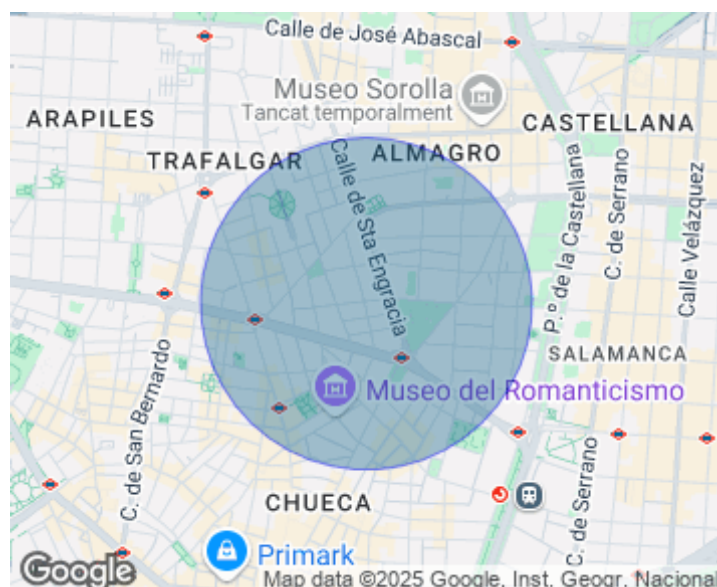 Calle de José Abascal
Museo Sorolla
Tancat temporalment
ARAPILES
CASTELLANA
TRAFALGAR
ALMAGRO
Calle de Sta Engracia
P.º de la Castellana
C. de Serrano
Calle Velázquez
SALAMANCA
Museo del Romanticismo
C. de San Bernardo
CHUECA
C. de Serrano
Primark
Google
Map data ©2025 Google, Inst. Geogr. Nacional